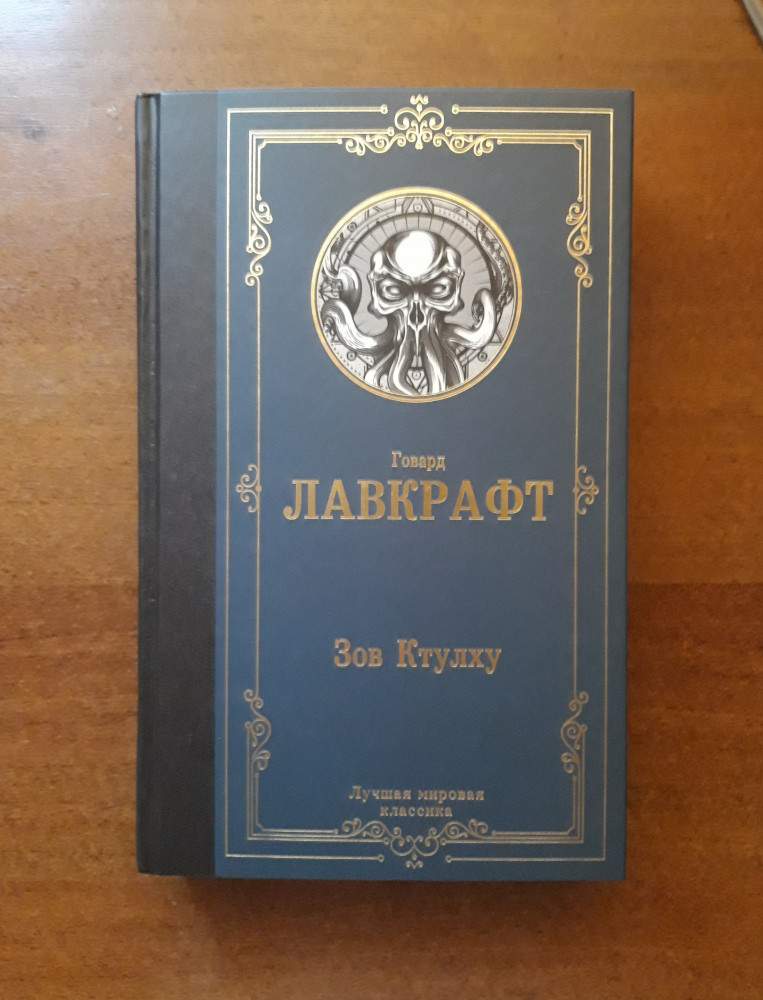 Говард
ЛАВКРАФТ
Зов Ктулху
Лучшая мировая
классика